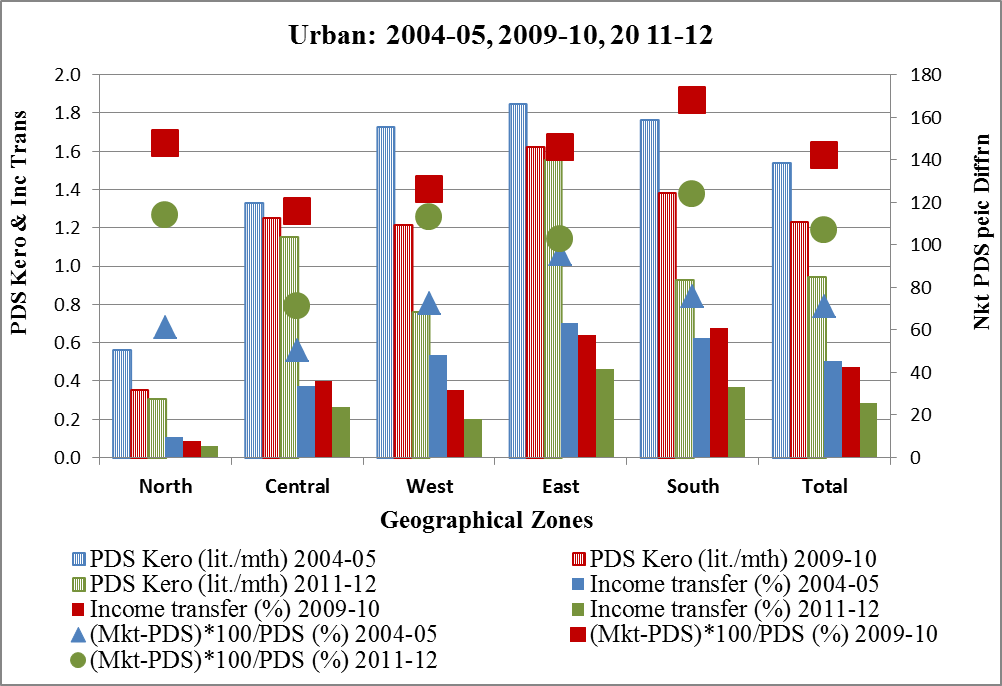 Urban: 2004-05, 2009-10, 20 11-12
PDS Kero & Inc Trans
2.0
1.8
1.6
1.4
1.2
1.0
0.8
0.6
0.4
0.2
0.0
180
160
140
120
100
80
60
40
20
0
Nkt PDS peic Diffrn
North Central West East South Total
Geographical Zones
PDS Kero (lit./mth) 2004-05 PDS Kero (lit./mth) 2009-10
PDS Kero (lit./mth) 2011-12 Income transfer (%) 2004-05
Income transfer (%) 2009-10 Income transfer (%) 2011-12
(Mkt-PDS)*100/PDS (%) 2004-05 (Mkt-PDS)*100/PDS (%) 2009-10
(Mkt-PDS)*100/PDS (%) 2011-12